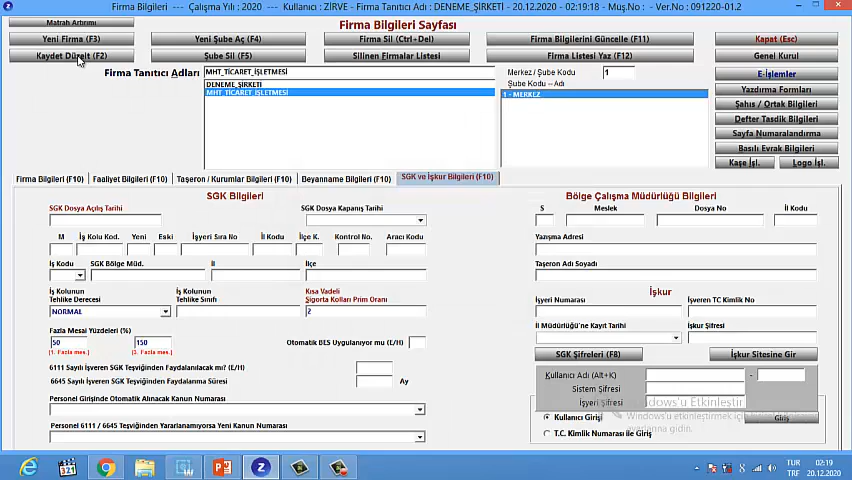 Firma Bilgileri - Çalışma Yılı : 2020 - Kullanıcı : ZİRVE - Firma Tanıtıcı Adı : DENEME_ŞİRKETİ - 20.12.2020 - 02:19:18 - Muş.No : - Ver.No : 091220-01.2
Matrah Artırımı
Firma Bilgileri Sayfası
Yeni Firma (F3) Yeni Şube Aç (F4) Firma Sil (Ctrl+Del) Firma Bilgilerini Güncelle (F11) Kapat (Esc)
Kaydet Düzelt (F2) Şube Sil (F5) Silinen Firmalar Listesi Firma Listesi Yaz (F12) Genel Kurul
Firma Tanıtıcı Adları MHT_TİCARET_İŞLETMESİ Merkez / Şube Kodu 1 E-İşlemler
DENEME_ŞİRKETİ Şube Kodu -- Adı Yazdırma Formları
MHT_TİCARET_İŞLETMESİ 1 - MERKEZ
Şahıs / Ortak Bilgileri
Defter Tasdik Bilgileri
Sayfa Numaralandırma
Basılı Evrak Bilgileri
Kaşe İşl. Logo İşl.
Firma Bilgileri (F10) Faaliyet Bilgileri (F10) Taşeron / Kurumlar Bilgileri (F10) Beyanname Bilgileri (F10) SGK ve İşkur Bilgileri (F10)
SGK Bilgileri Bölge Çalışma Müdürlüğü Bilgileri
SGK Dosya Açılış Tarihi SGK Dosya Kapanış Tarihi S Meslek Dosya No İl Kodu
M İş Kolu Kod. Yeni Eski İşyeri Sıra No İl Kodu İlçe K. Kontrol No. Aracı Kodu Yazışma Adresi
İş Kodu SGK Bölge Müd. İl İlçe Taşeron Adı Soyadı
İş Kolunun Tehlike Derecesi İş Kolunun Tehlike Sınıfı Kısa Vadeli Sigorta Kolları Prim Oranı İşkur
NORMAL 2 İşyeri Numarası İşveren TC Kimlik No
Fazla Mesai Yüzdeleri (%) İl Müdürlüğü'ne Kayıt Tarihi İşkur Şifresi
50 150 Otomatik BES Uygulanıyor mu (E/H)
[1. Fazla mes.] [3. Fazla mes.] SGK Şifreleri (F8) İşkur Sitesine Gir
6111 Sayılı İşveren SGK Teşviğinden Faydalanılacak mı? (E/H) Kullanıcı Adı (Alt+K) -
6645 Sayılı İşveren SGK Teşviğinden Faydanma Süresi Ay Sistem Şifresi
Personel Girişinde Otomatik Alınacak Kanun Numarası İşyeri Şifresi
Windows'u Etkinleştir
Windows'u etkinleştirmek için
ayarlarına gidin.
Kullanıcı Girişi Giriş
Personel 6111 / 6645 Teşviğinden Yararlanamıyorsa Yeni Kanun Numarası T.C. Kimlik Numarası ile Giriş
321 TUR 02:19
TRF 20.12.2020